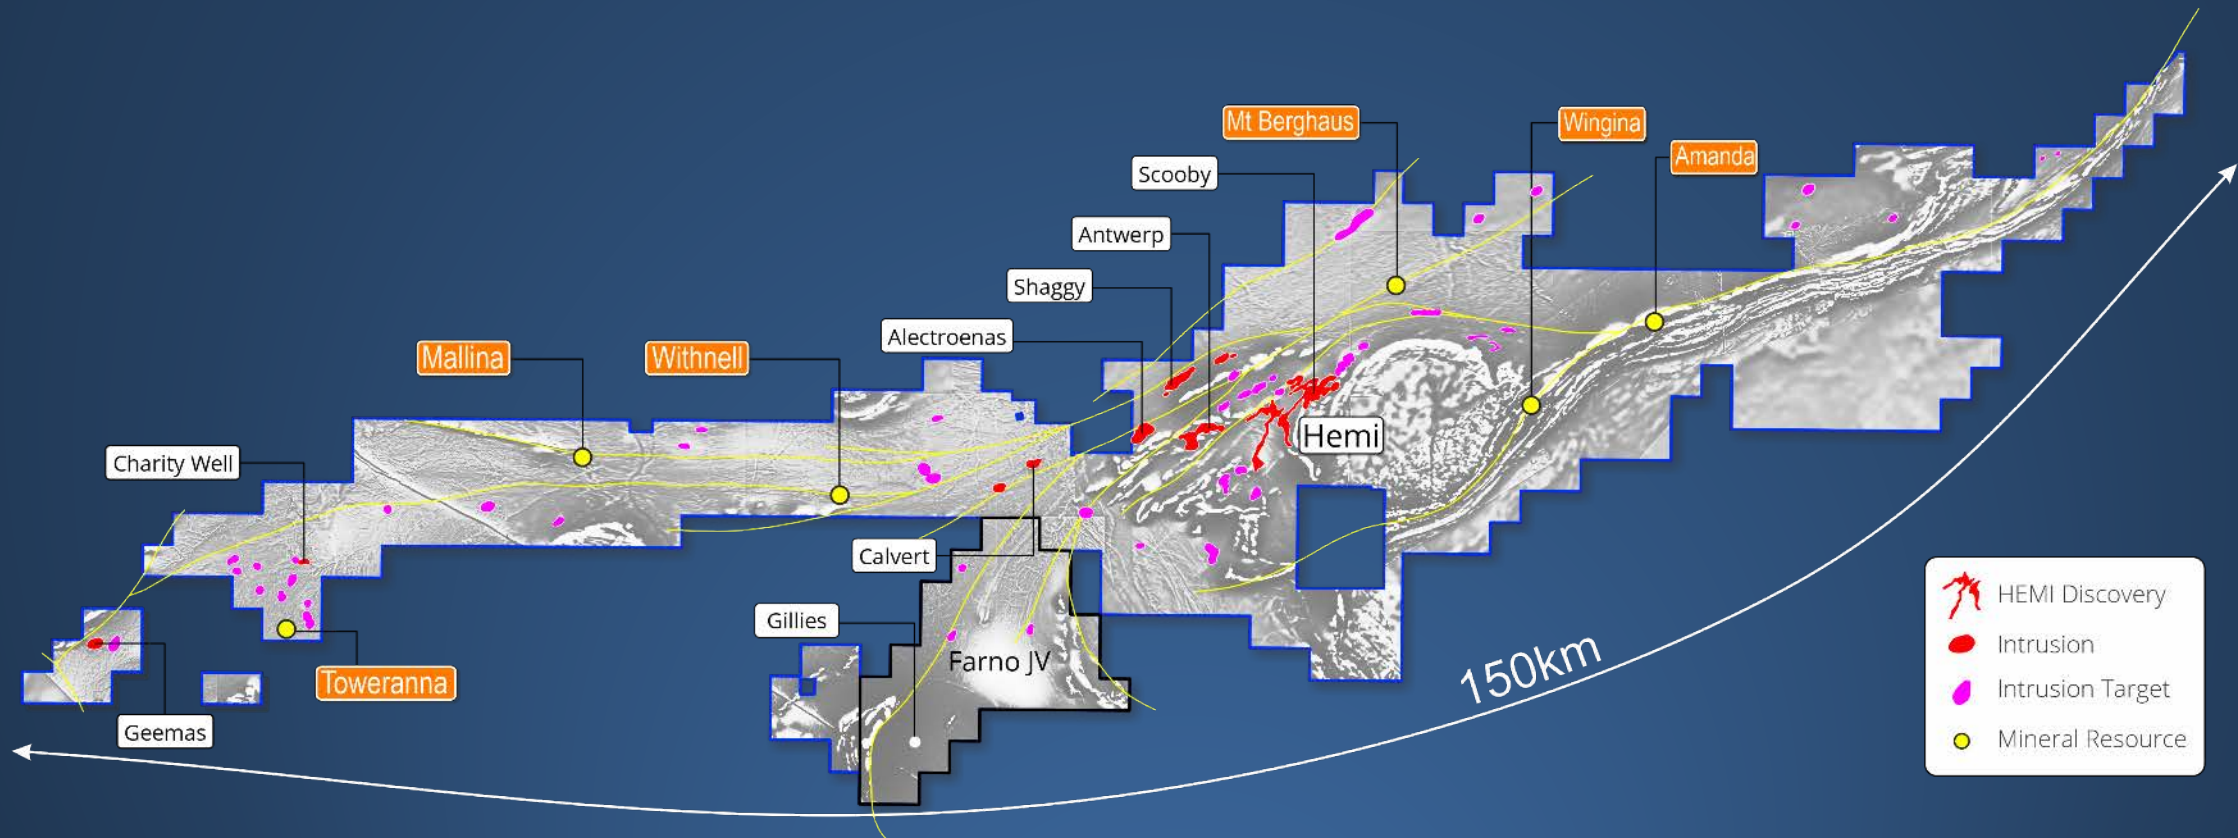 Mt Berghaus
Wingina
Amanda
Scooby
Antwerp
Shaggy
Alectroenas
Mallina
Withnell
Hemi
Charity Well
Calvert
Gillies
Farno JV
Toweranna
Geemas
150km
HEMI Discovery
Intrusion
Intrusion Target
Mineral Resource